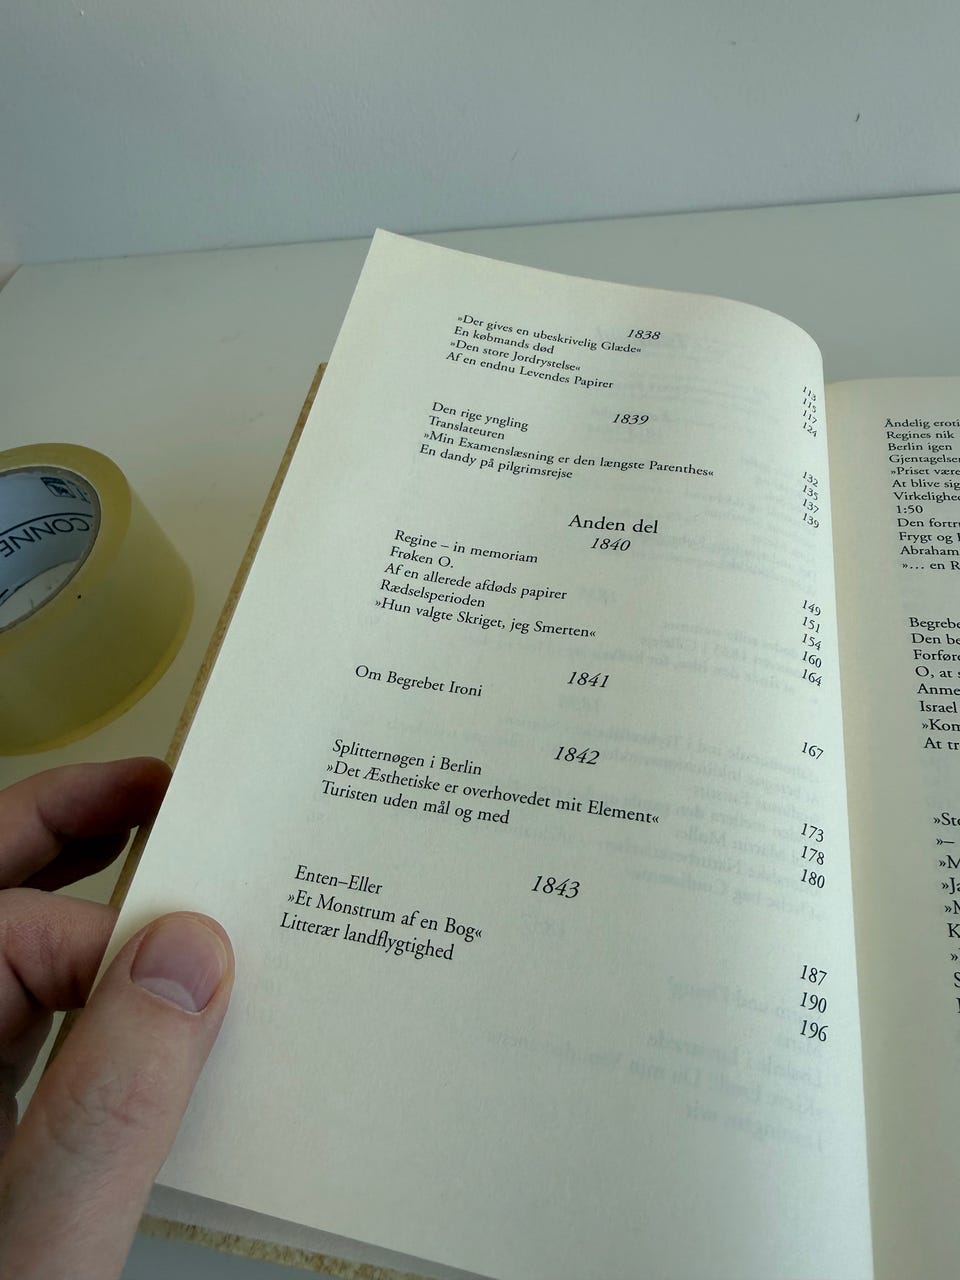 1838
»Der gives en ubeskrivelig Glæde« 113
En købmands død 115
»Den store Jordrystelse« 117
Af en endnu Levendes Papirer 124
1839
Den rige yngling 132
Translateuren 135
»Min Examenslæsning er den længste Parenthes« 137
En dandy på pilgrimsrejse 139
Anden del
1840
Regine – in memoriam 149
Frøken O. 151
Af en allerede afdøds papirer 154
Rædselsperioden 160
»Hun valgte Skriget, jeg Smerten« 164
1841
Om Begrebet Ironi 167
1842
Splitternøgen i Berlin 173
»Det Æsthetiske er overhovedet mit Element« 178
Turisten uden mål og med 180
1843
Enten–Eller 187
»Et Monstrum af en Bog« 190
Litterær landflygtighed 196
Åndelig eroti
Regines nik
Berlin igen
Gjentagelsen
»Priset være
At blive sig
Virkelighed
1:50
Den fortr
Frygt og
Abraham
»… en R
Begrebe
Den be
Forføre
O, at
Anme
Israel
»Kom
At tr
»Ste
»–
»M
»Ja
»M
K
CONNE